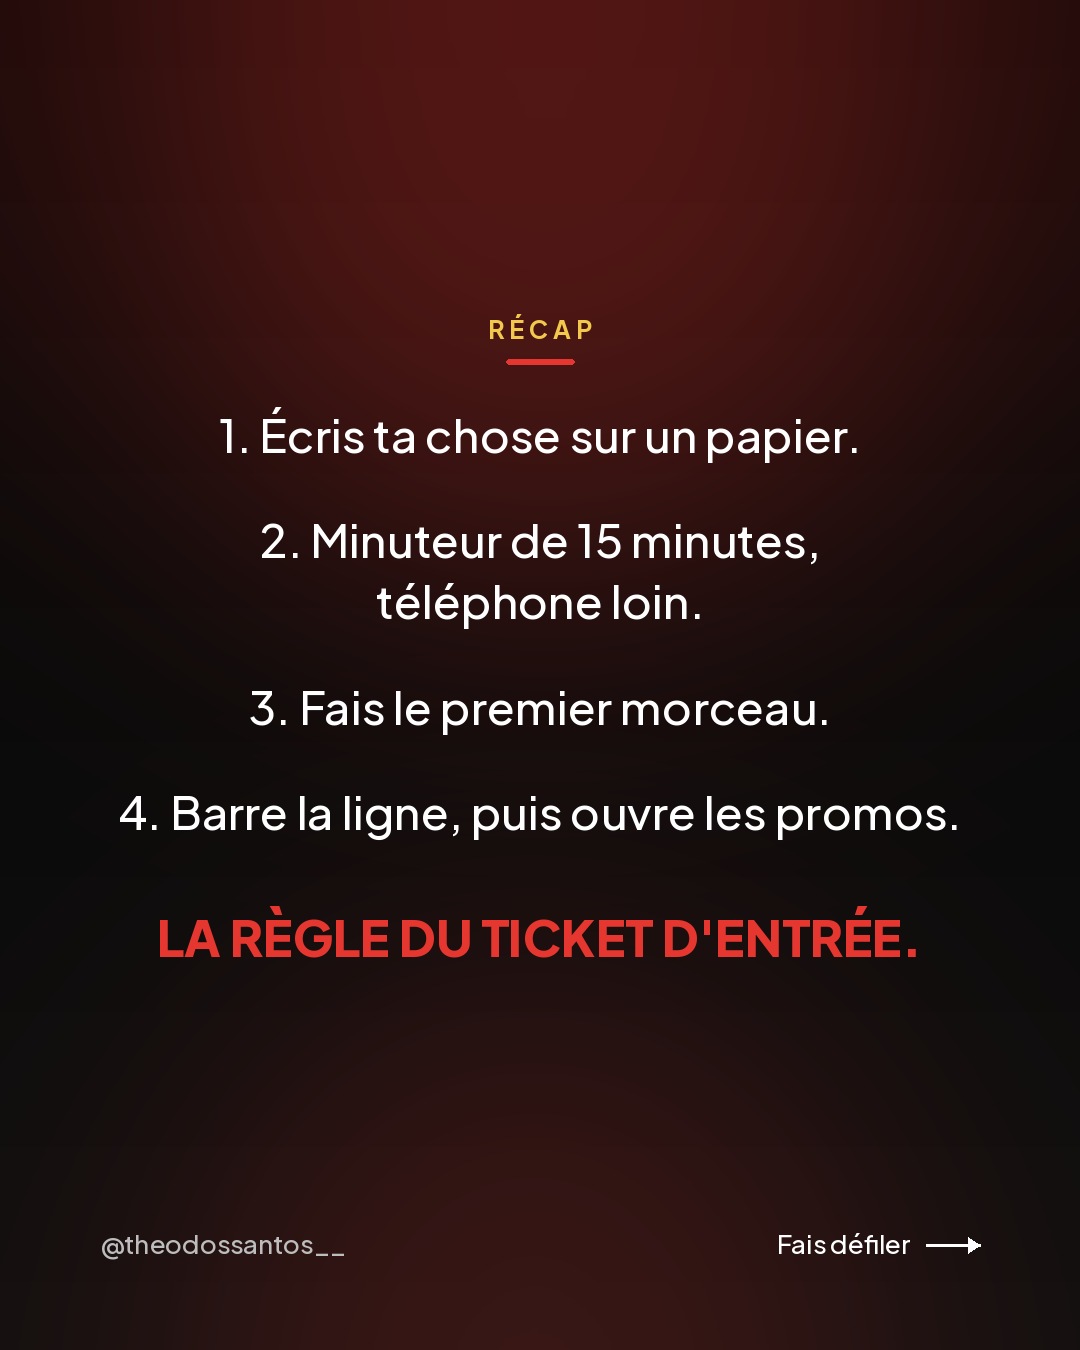 RÉCAP
1. Écris ta chose sur un papier.
2. Minuteur de 15 minutes,
téléphone loin.
3. Fais le premier morceau.
4. Barre la ligne, puis ouvre les promos.
LA RÈGLE DU TICKET D'ENTRÉE.
@theodossantos__
Fais défiler